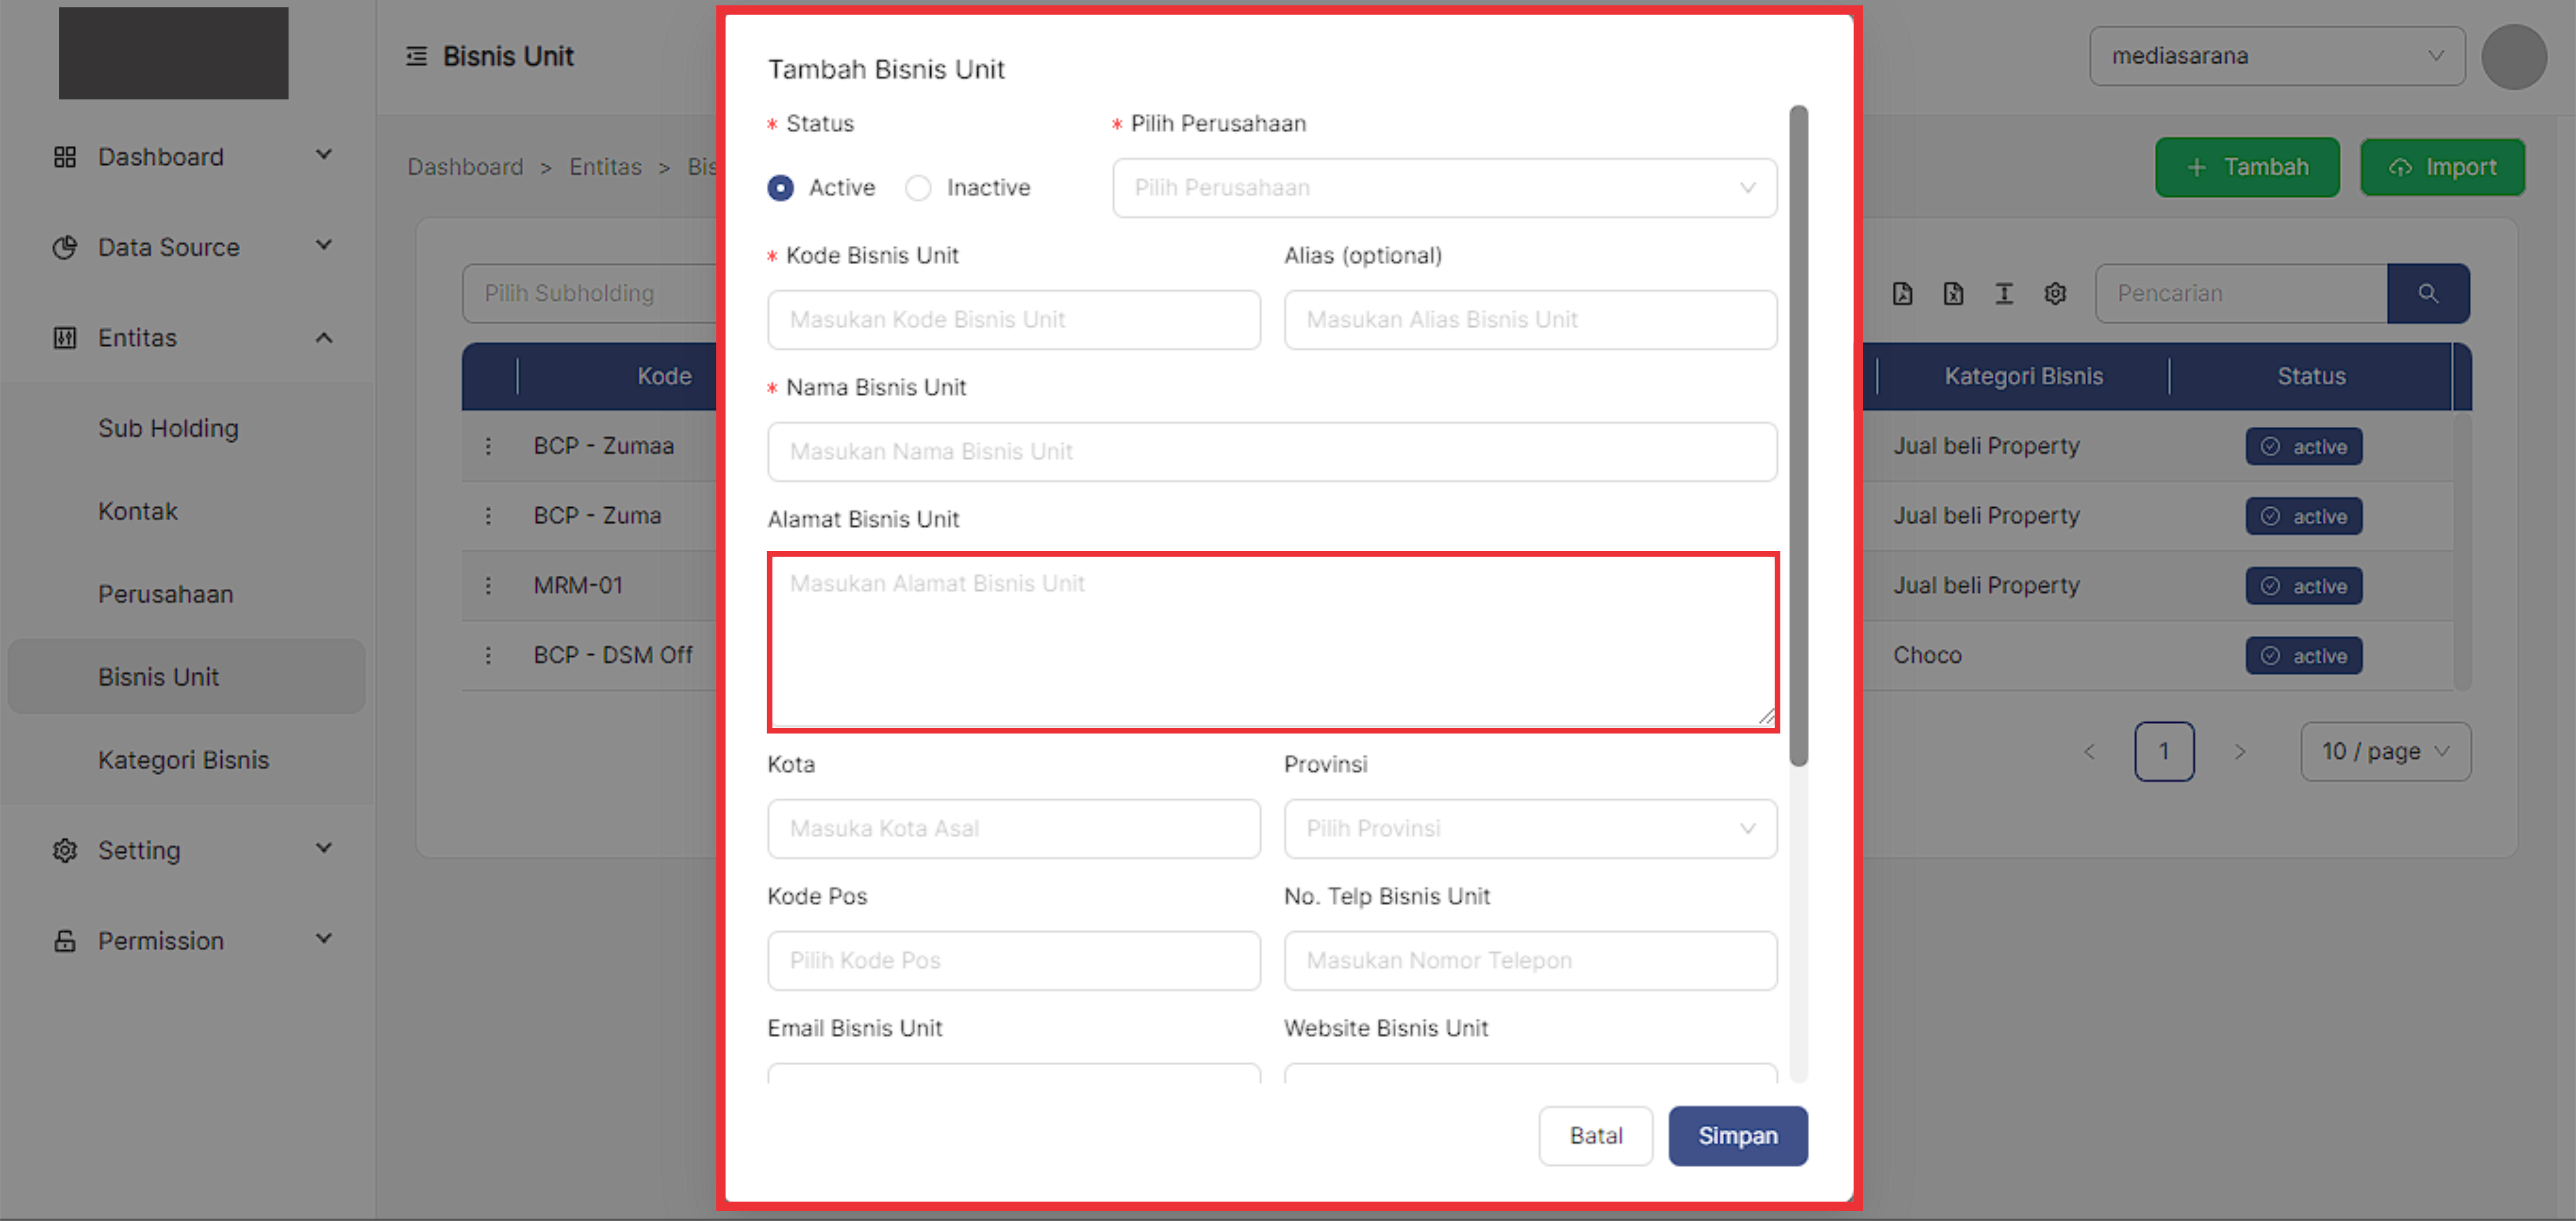 Bisnis Unit
mediasarana
Dashboard
Data Source
Entitas
Sub Holding
Kontak
Perusahaan
Bisnis Unit
Kategori Bisnis
Setting
Permission
Dashboard > Entitas > Bis
+ Tambah
Import
Pilih Subholding
Pencarian
Kode
Kategori Bisnis
Status
BCP - Zumaa
Jual beli Property
active
BCP - Zuma
Jual beli Property
active
MRM-01
Jual beli Property
active
BCP - DSM Off
Choco
active
< 1 >
10 / page
Tambah Bisnis Unit
* Status
* Pilih Perusahaan
Active
Inactive
Pilih Perusahaan
* Kode Bisnis Unit
Alias (optional)
Masukan Kode Bisnis Unit
Masukan Alias Bisnis Unit
* Nama Bisnis Unit
Masukan Nama Bisnis Unit
Alamat Bisnis Unit
Masukan Alamat Bisnis Unit
Kota
Provinsi
Masuka Kota Asal
Pilih Provinsi
Kode Pos
No. Telp Bisnis Unit
Pilih Kode Pos
Masukan Nomor Telepon
Email Bisnis Unit
Website Bisnis Unit
Batal
Simpan